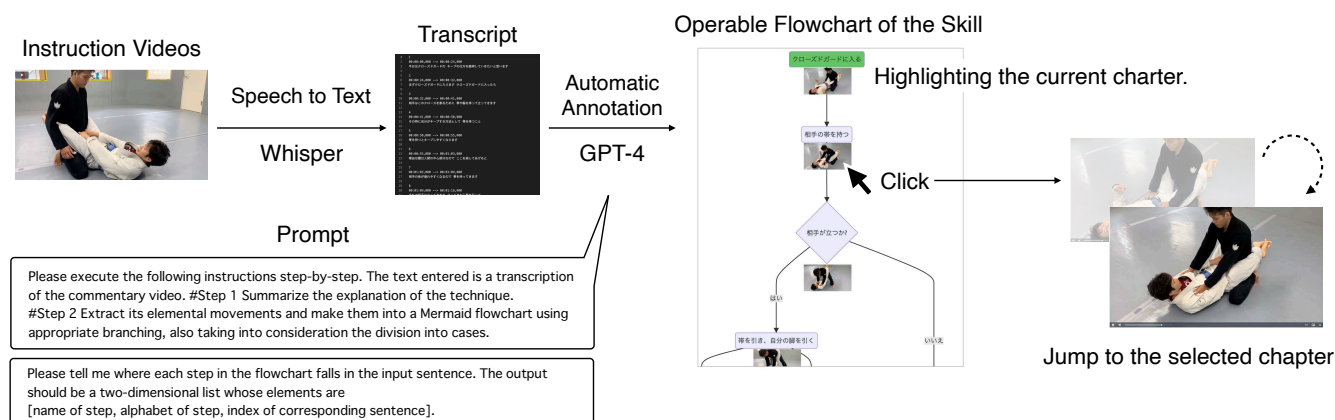 Instruction Videos
Speech to Text
Whisper
Transcript
Automatic
Annotation
GPT-4
Prompt
Please execute the following instructions step-by-step. The text entered is a transcription
of the commentary video. #Step 1 Summarize the explanation of the technique.
#Step 2 Extract its elemental movements and make them into a Mermaid flowchart using
appropriate branching, also taking into consideration the division into cases.
Please tell me where each step in the flowchart falls in the input sentence. The output
should be a two-dimensional list whose elements are
[name of step, alphabet of step, index of corresponding sentence].
Operable Flowchart of the Skill
クローズドガードに入る
Highlighting the current charter.
相手の帯を持つ
Click
相手が立つか?
はい
いいえ
帯を引き、自分の脚を引く
Jump to the selected chapter